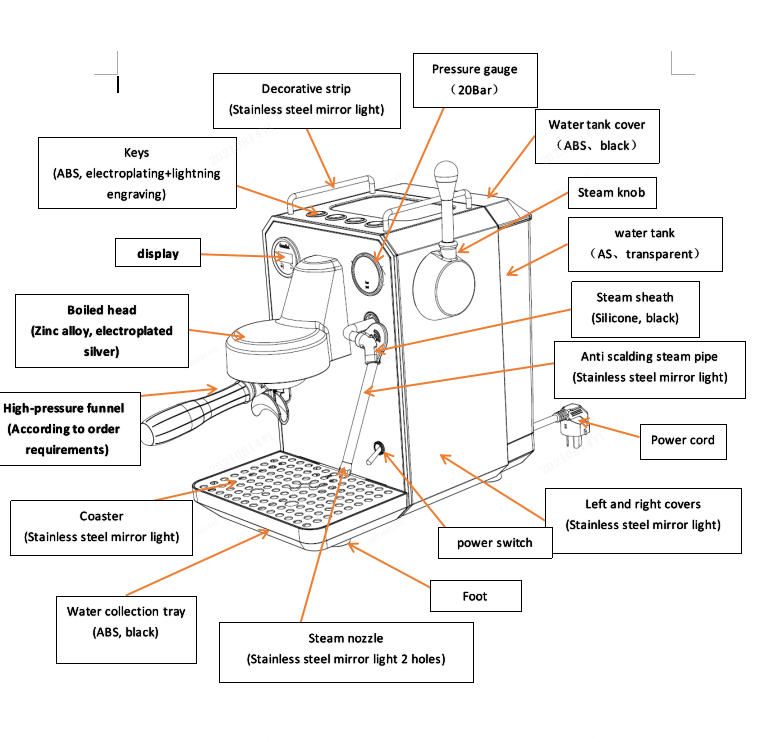 Pressure gauge
（20Bar）
Decorative strip
(Stainless steel mirror light)
Water tank cover
（ABS、black）
Keys
(ABS, electroplating+lightning
engraving)
Steam knob
water tank
（AS、transparent）
display
Steam sheath
(Silicone, black)
Boiled head
(Zinc alloy, electroplated
silver)
Anti scalding steam pipe
(Stainless steel mirror light)
High-pressure funnel
(According to order
requirements)
Power cord
Left and right covers
(Stainless steel mirror light)
Coaster
(Stainless steel mirror light)
power switch
Foot
Water collection tray
(ABS, black)
Steam nozzle
(Stainless steel mirror light 2 holes)